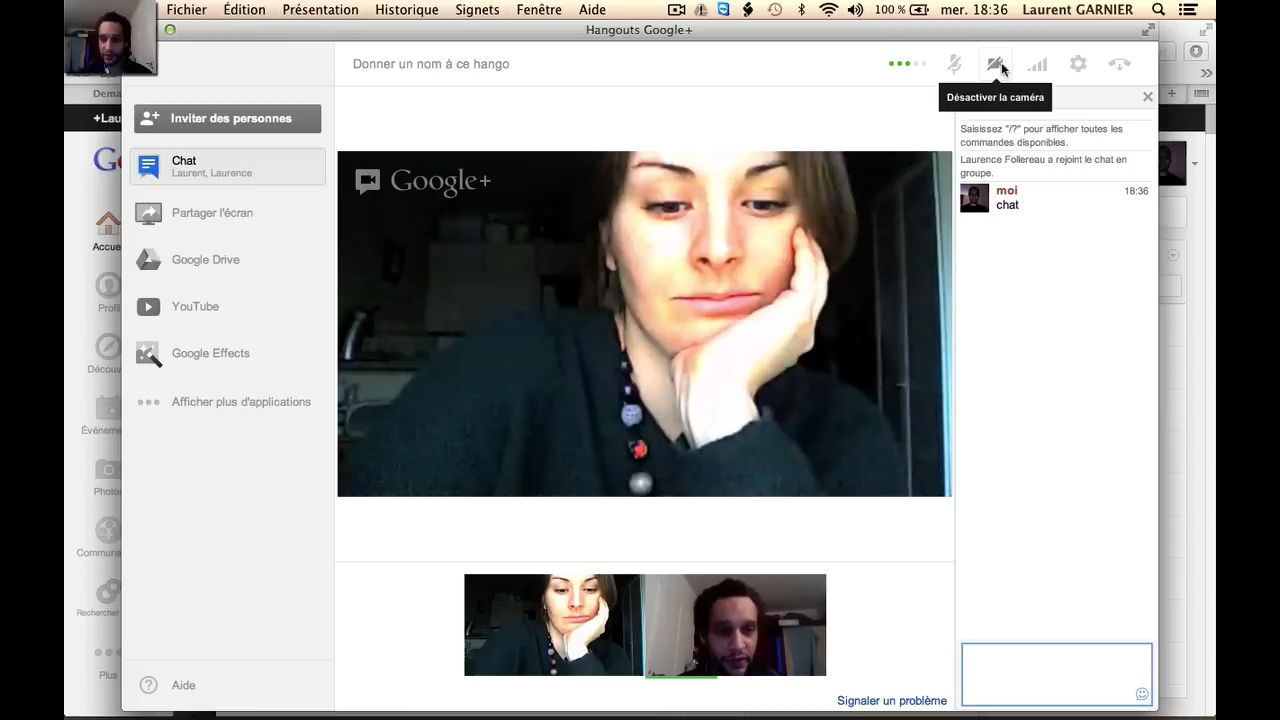 Fichier Édition Présentation Historique Signets Fenêtre Aide 100 % mer. 18:36 Laurent GARNIER
Hangouts Google+
Donner un nom à ce hango
Désactiver la caméra
Dema
+Lau
Inviter des personnes
Chat
Laurent, Laurence
Partager l'écran
Google Drive
YouTube
Google Effects
Afficher plus d'applications
Aide
Accue
Profil
Découv
Événeme
Photos
Communa
Rechercher
Plus
Google+
Saisissez "/?" pour afficher toutes les
commandes disponibles.
Laurence Follereau a rejoint le chat en
groupe.
moi 18:36
chat
Signaler un problème